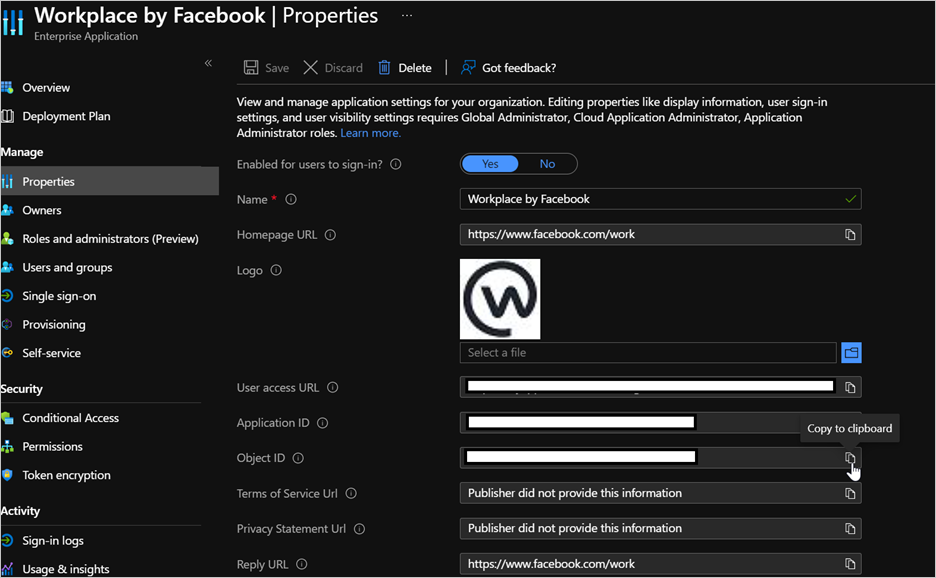 Workplace by Facebook | Properties ...
Enterprise Application
«
Save Discard Delete | Got feedback?
Overview
Deployment Plan
Manage
Properties
Owners
Roles and administrators (Preview)
Users and groups
Single sign-on
Provisioning
Self-service
Security
Conditional Access
Permissions
Token encryption
Activity
Sign-in logs
Usage & insights
View and manage application settings for your organization. Editing properties like display information, user sign-in
settings, and user visibility settings requires Global Administrator, Cloud Application Administrator, Application
Administrator roles. Learn more.
Enabled for users to sign-in? Yes No
Name * Workplace by Facebook
Homepage URL https://www.facebook.com/work
Logo
W
Select a file
User access URL
Application ID
Copy to clipboard
Object ID
Terms of Service Url Publisher did not provide this information
Privacy Statement Url Publisher did not provide this information
Reply URL https://www.facebook.com/work